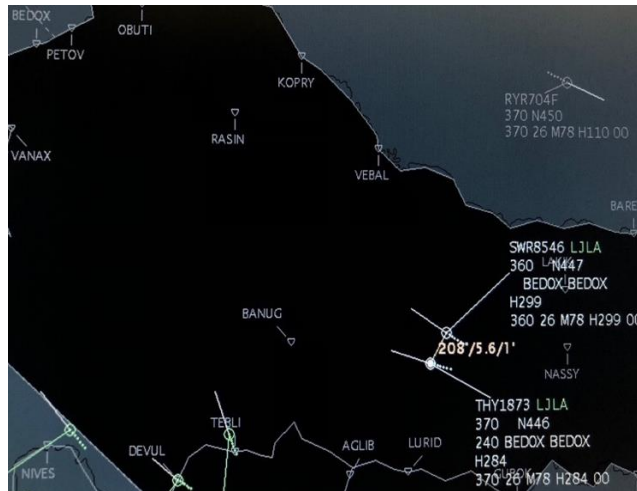 BEDOX
OBUTI
PETOV
KOPRY
RYR704F
370 N450
370 26 M78 H110 00
RASIN
VANAX
VEBAL
BARE
SWR8546 LJLA
360 N447
BEDOX BEDOX
H299
360 26 M78 H299 00
BANUG
208°/5.6/1'
NASSY
THY1873 LJLA
370 N446
240 BEDOX BEDOX
H284
370 26 M78 H284 00
TEBLI
DEVUL
AGLIB
LURID
NIVES